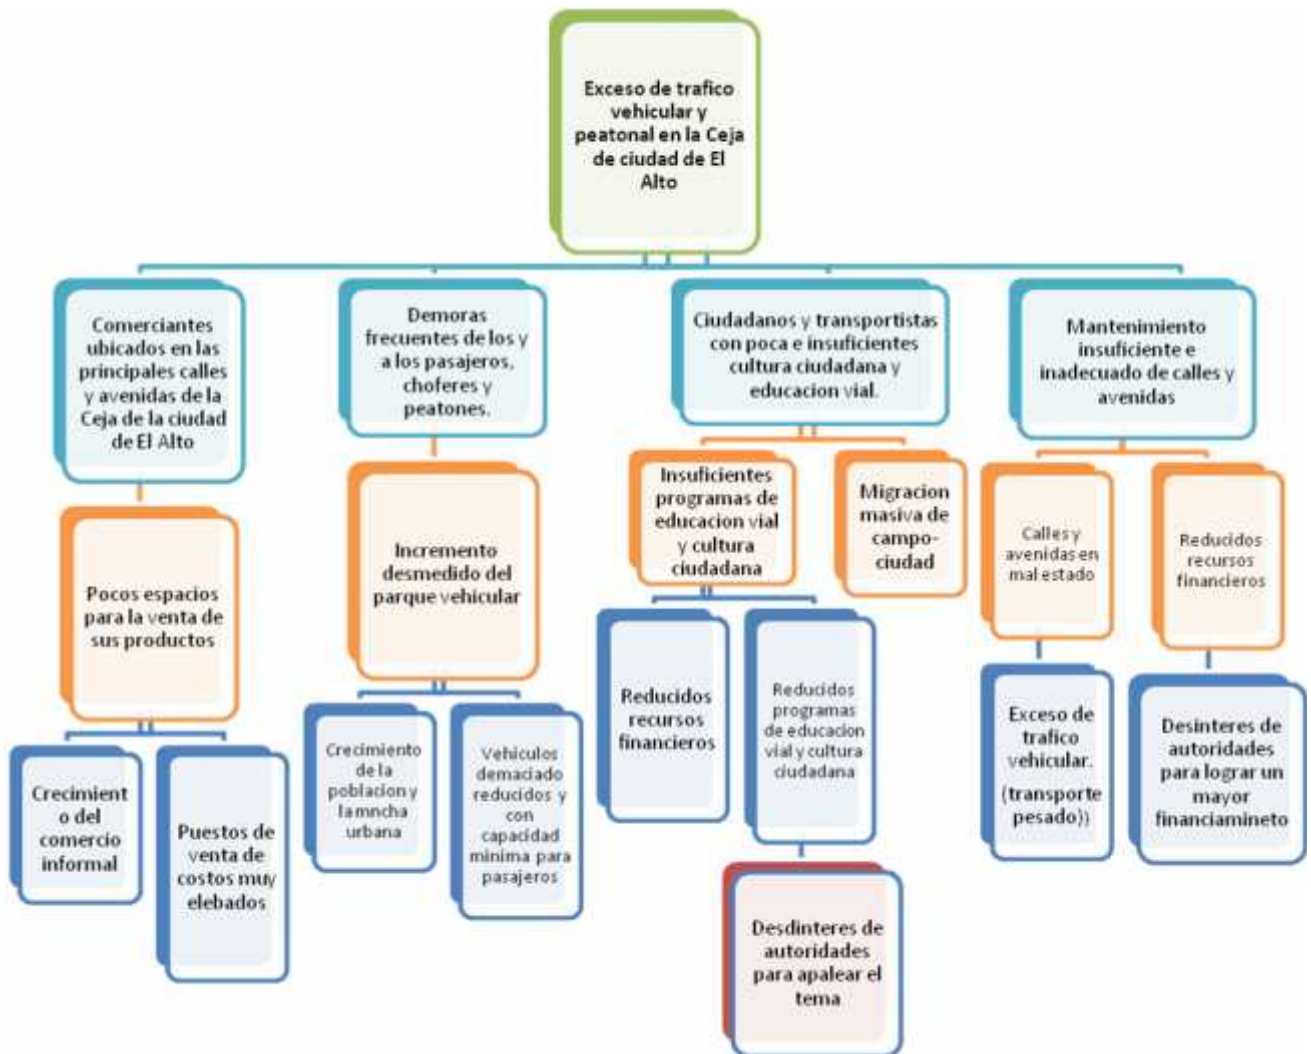 Exceso de trafico
vehicular y
peatonal en la Ceja
de ciudad de El
Alto
Comerciantes
ubicados en las
principales calles
y avenidas de la
Ceja de la ciudad
de El Alto
Demoras
frecuentes de los y
a los pasajeros,
choferes y
peatones.
Ciudadanos y transportistas
con poca e insuficientes
cultura ciudadana y
educacion vial.
Mantenimiento
insuficiente e
inadecuado de calles y
avenidas
Pocos espacios
para la venta de
sus productos
Incremento
desmedido del
parque vehicular
Insuficientes
programas de
educacion vial
y cultura
ciudadana
Migracion
masiva de
campo-
ciudad
Calles y
avenidas en
mal estado
Reducidos
recursos
financieros
Crecimient
o del
comercio
informal
Puestos de
venta de
costos muy
elebados
Crecimiento
de la
poblacion y
la mncha
urbana
Vehiculos
demaciado
reducidos y
con
capacidad
minima para
pasajeros
Reducidos
recursos
financieros
Reducidos
programas
de educacion
vial y cultura
ciudadana
Exceso de
trafico
vehicular.
(transporte
pesado))
Desinteres de
autoridades
para lograr un
mayor
financiamineto
Desdinteres de
autoridades
para apalear el
tema